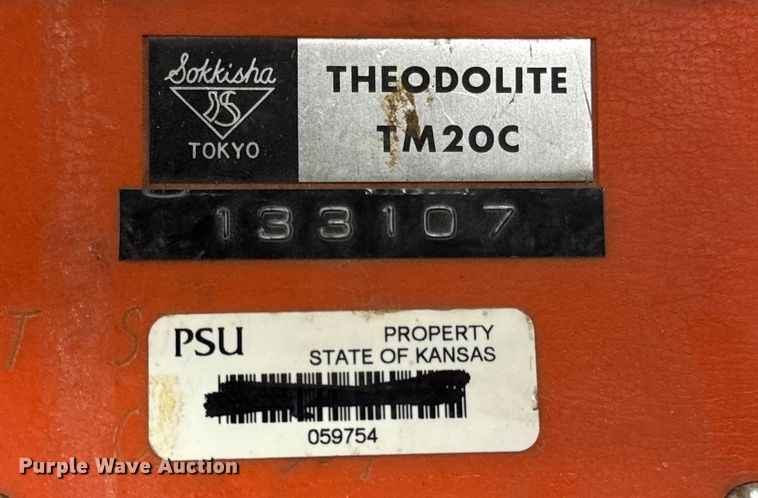 Sokkisha
TOKYO
THEODOLITE
TM20C
133107
PSU
PROPERTY
STATE OF KANSAS
059754
Purple Wave Auction